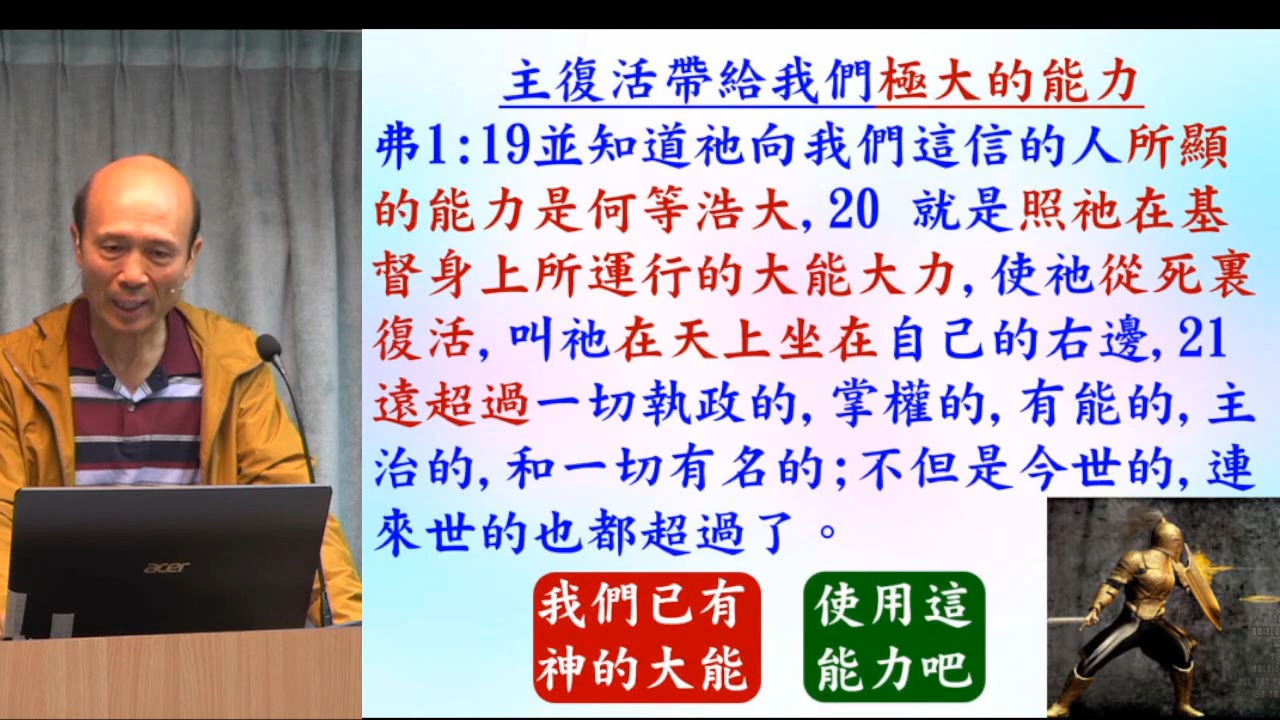 主復活帶給我們極大的能力
弗1:19並知道祂向我們這信的人所顯
的能力是何等浩大,20 就是照祂在基
督身上所運行的大能大力,使祂從死裏
復活,叫祂在天上坐在自己的右邊,21
遠超過一切執政的,掌權的,有能的,主
治的,和一切有名的;不但是今世的,連
來世的也都超過了。
我們已有
神的大能
使用這
能力吧
acer